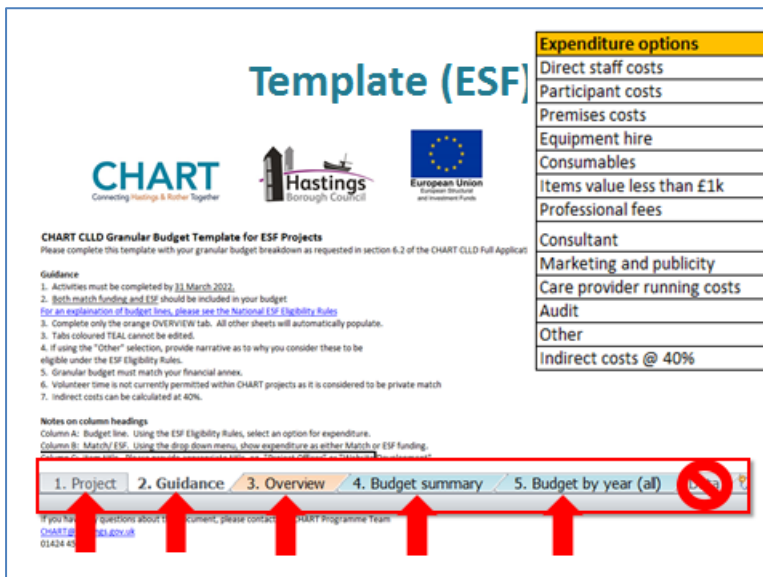 Template (ESF)
Expenditure options
Direct staff costs
Participant costs
Premises costs
Equipment hire
Consumables
Items value less than £1k
Professional fees
Consultant
Marketing and publicity
Care provider running costs
Audit
Other
Indirect costs @ 40%
CHART
Connecting Hastings & Rother Together
Hastings
Borough Council
European Union
European Structural
and Investment Funds
CHART CLLD Granular Budget Template for ESF Projects
Please complete this template with your granular budget breakdown as requested in section 6.2 of the CHART CLLD Full Applicati
Guidance
1. Activities must be completed by 31 March 2022.
2. Both match funding and ESF should be included in your budget
For an explaination of budget lines, please see the National ESF Eligibility Rules
3. Complete only the orange OVERVIEW tab. All other sheets will automatically populate.
3. Tabs coloured TEAL cannot be edited.
4. If using the "Other" selection, provide narrative as to why you consider these to be
eligible under the ESF Eligibility Rules.
5. Granular budget must match your financial annex.
6. Volunteer time is not currently permitted within CHART projects as it is considered to be private match
7. Indirect costs can be calculated at 40%.
Notes on column headings
Column A: Budget line. Using the ESF Eligibility Rules, select an option for expenditure.
Column B: Match/ ESF. Using the drop down menu, show expenditure as either Match or ESF funding.
1. Project 2. Guidance 3. Overview 4. Budget summary 5. Budget by year (all)
If you have questions about document, please contact CHART Programme Team
01424